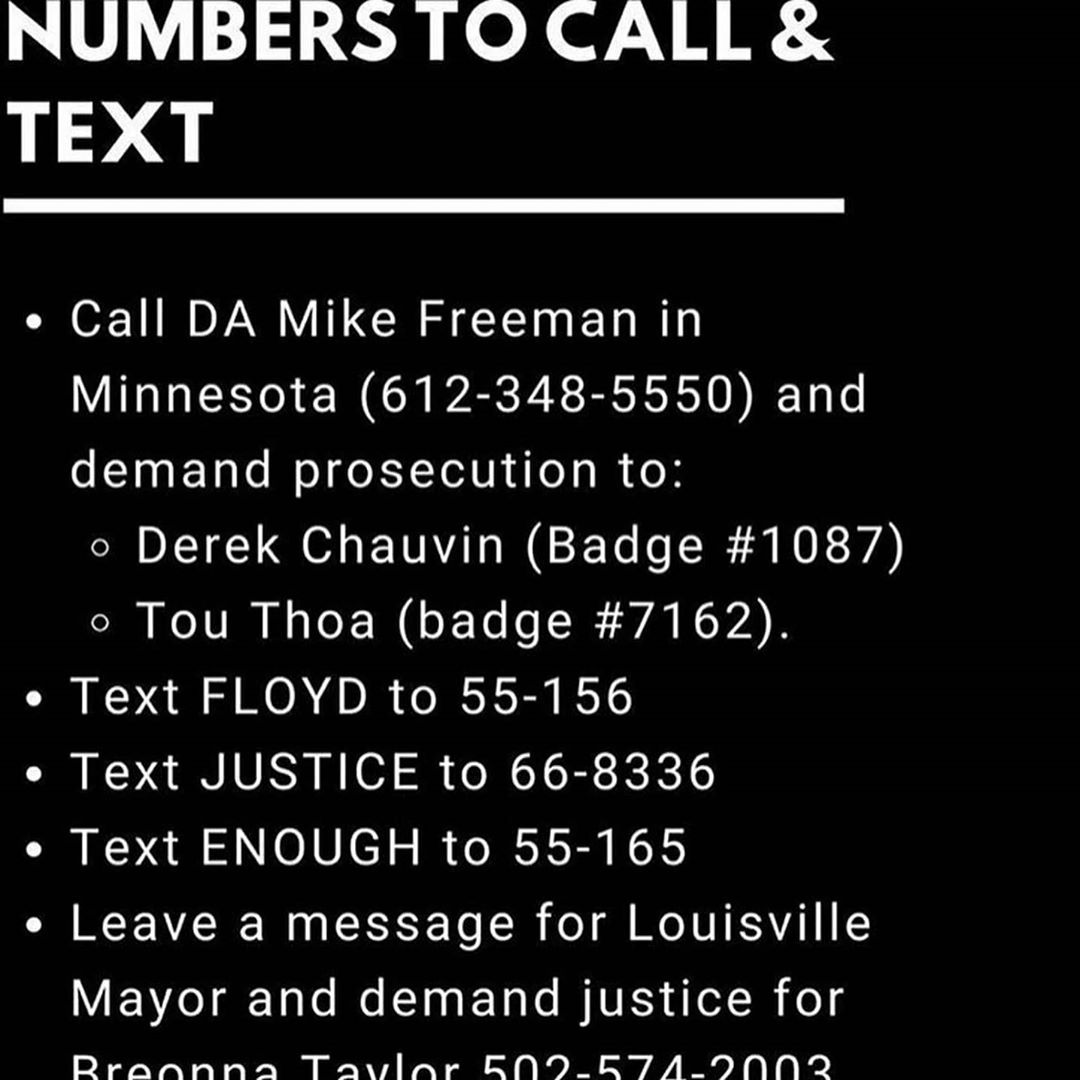 NUMBERS TO CALL &
TEXT
• Call DA Mike Freeman in
Minnesota (612-348-5550) and
demand prosecution to:
◦ Derek Chauvin (Badge #1087)
◦ Tou Thoa (badge #7162).
• Text FLOYD to 55-156
• Text JUSTICE to 66-8336
• Text ENOUGH to 55-165
• Leave a message for Louisville
Mayor and demand justice for
Breonna Taylor 502-574-2003